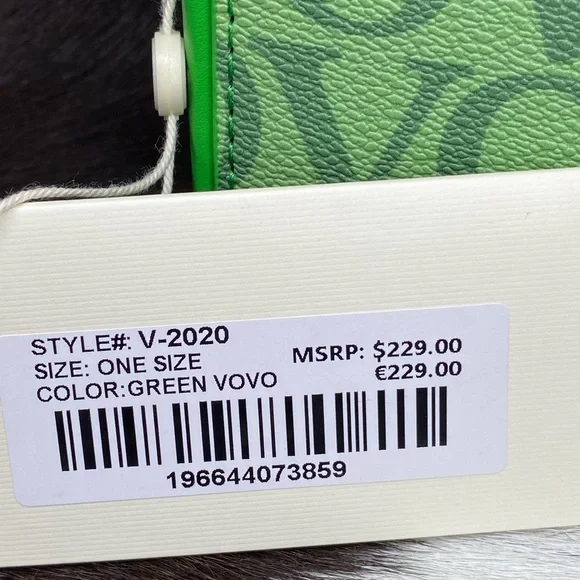 STYLE#: V-2020
SIZE: ONE SIZE
COLOR:GREEN VOVO
MSRP: $229.00
€229.00
196644073859